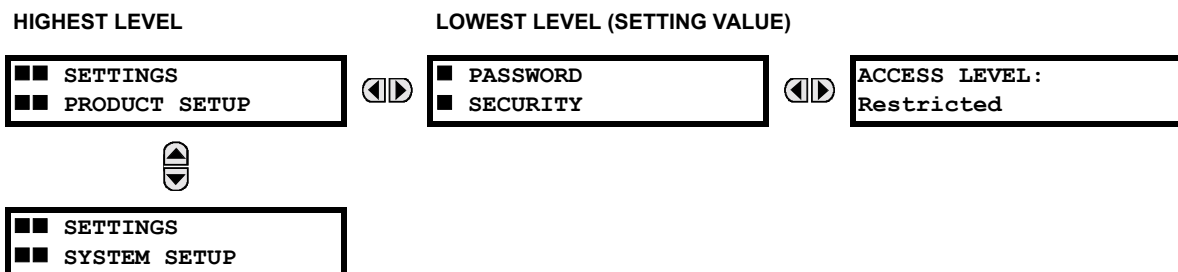 HIGHEST LEVEL
LOWEST LEVEL (SETTING VALUE)
■■ SETTINGS
■■ PRODUCT SETUP
■ PASSWORD
■ SECURITY
ACCESS LEVEL:
Restricted
■■ SETTINGS
■■ SYSTEM SETUP